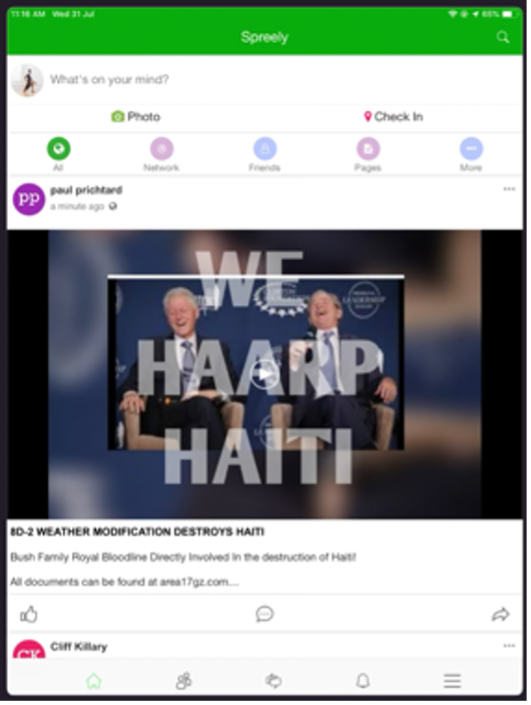 11:16 AM Wed 31 Jul
65%
Spreely
What's on your mind?
Photo
Check In
All
Network
Friends
Pages
More
pp
paul prichtard
a minute ago
WE
LEADERSHIP
HAARP
HAITI
8D-2 WEATHER MODIFICATION DESTROYS HAITI
Bush Family Royal Bloodline Directly Involved In the destruction of Haiti!
All documents can be found at area17gz.com...
CK
Cliff Killary